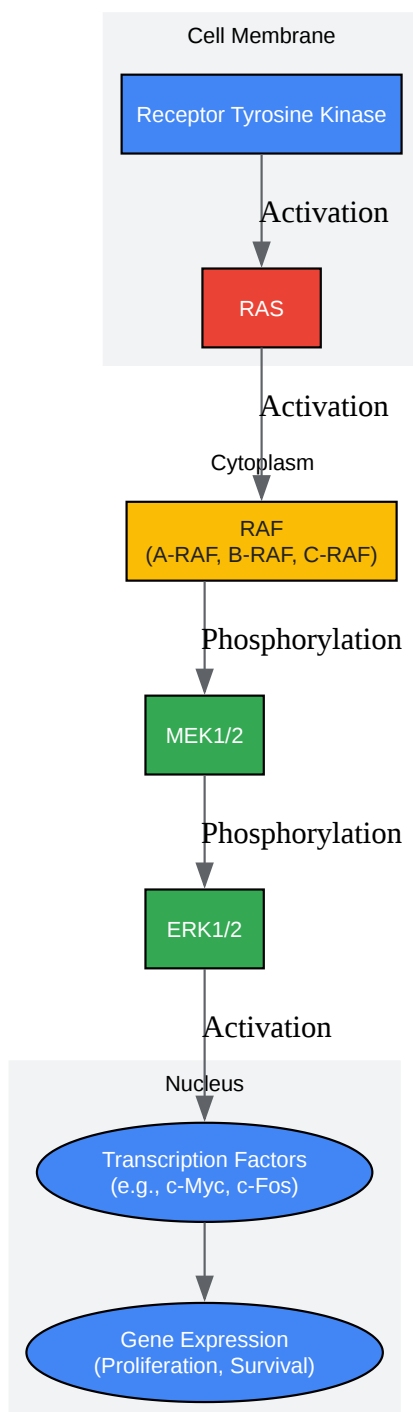 Cell Membrane
Receptor Tyrosine Kinase
Activation
RAS
Activation
Cytoplasm
RAF
(A-RAF, B-RAF, C-RAF)
Phosphorylation
MEK1/2
Phosphorylation
ERK1/2
Activation
Nucleus
Transcription Factors
(e.g., c-Myc, c-Fos)
Gene Expression
(Proliferation, Survival)